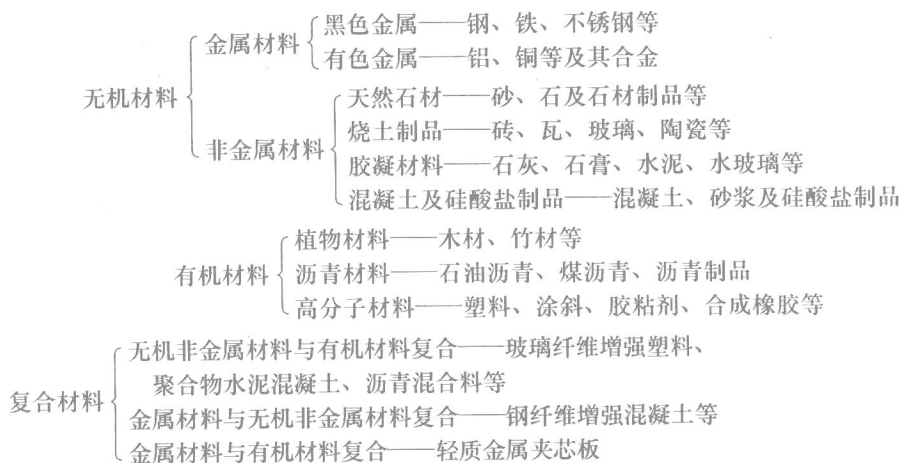 黑色金属——钢、铁、不锈钢等
金属材料
有色金属——铝、铜等及其合金
无机材料
天然石材——砂、石及石材制品等
烧土制品——砖、瓦、玻璃、陶瓷等
非金属材料
胶凝材料——石灰、石膏、水泥、水玻璃等
混凝土及硅酸盐制品——混凝土、砂浆及硅酸盐制品
植物材料——木材、竹材等
有机材料
沥青材料——石油沥青、煤沥青、沥青制品
高分子材料——塑料、涂斜、胶粘剂、合成橡胶等
无机非金属材料与有机材料复合——玻璃纤维增强塑料、
聚合物水泥混凝土、沥青混合料等
复合材料
金属材料与无机非金属材料复合——钢纤维增强混凝土等
金属材料与有机材料复合——轻质金属夹芯板